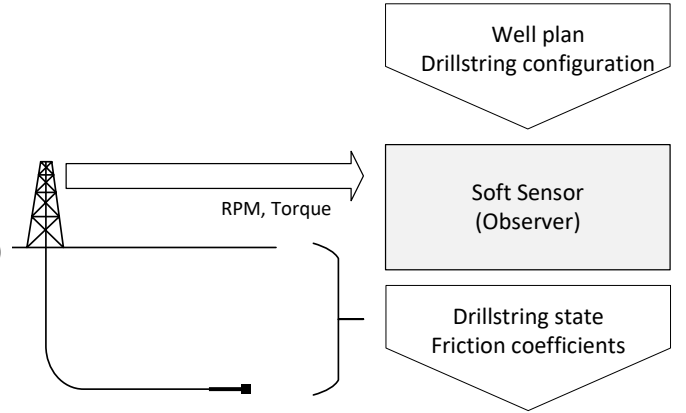 Well plan
Drillstring configuration
RPM, Torque
Soft Sensor
(Observer)
Drillstring state
Friction coefficients